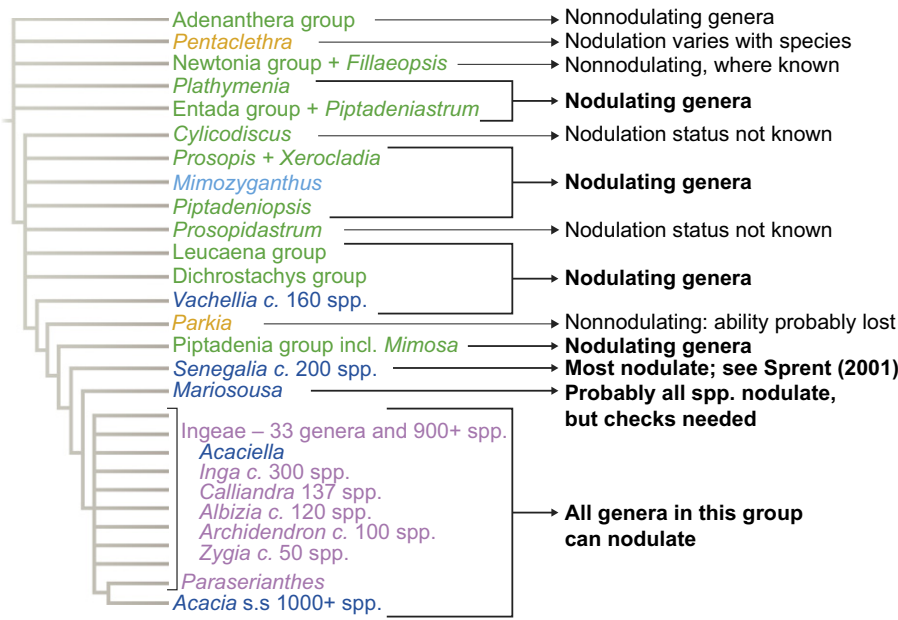 Adenanthera group Nonnodulating genera
Pentaclethra Nodulation varies with species
Newtonia group + Fillaeopsis Nonnodulating, where known
Plathymenia
Nodulating genera
Entada group + Piptadeniastrum
Cylicodiscus Nodulation status not known
Prosopis + Xerocladia
Mimozyganthus Nodulating genera
Piptadeniopsis
Prosopidastrum Nodulation status not known
Leucaena group
Dichrostachys group Nodulating genera
Vachellia c. 160 spp.
Parkia Nonnodulating: ability probably lost
Piptadenia group incl. Mimosa Nodulating genera
Senegalia c. 200 spp. Most nodulate; see Sprent (2001)
Mariosousa Probably all spp. nodulate,
but checks needed
Ingeae – 33 genera and 900+ spp.
Acaciella
Inga c. 300 spp.
Calliandra 137 spp.
Albizia c. 120 spp.
All genera in this group
Archidendron c. 100 spp.
can nodulate
Zygia c. 50 spp.
Paraserianthes
Acacia s.s 1000+ spp.